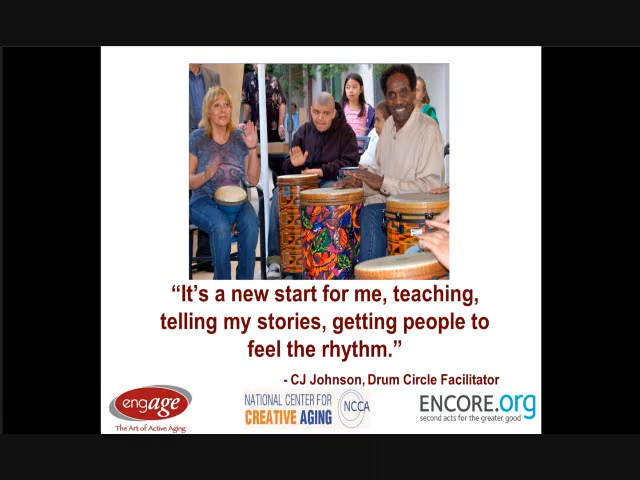 “It’s a new start for me, teaching,
telling my stories, getting people to
feel the rhythm.”
- CJ Johnson, Drum Circle Facilitator
engAGE
The Art of Active Aging
NATIONAL CENTER FOR
CREATIVE AGING
NCCA
ENCORE.org
second acts for the greater good